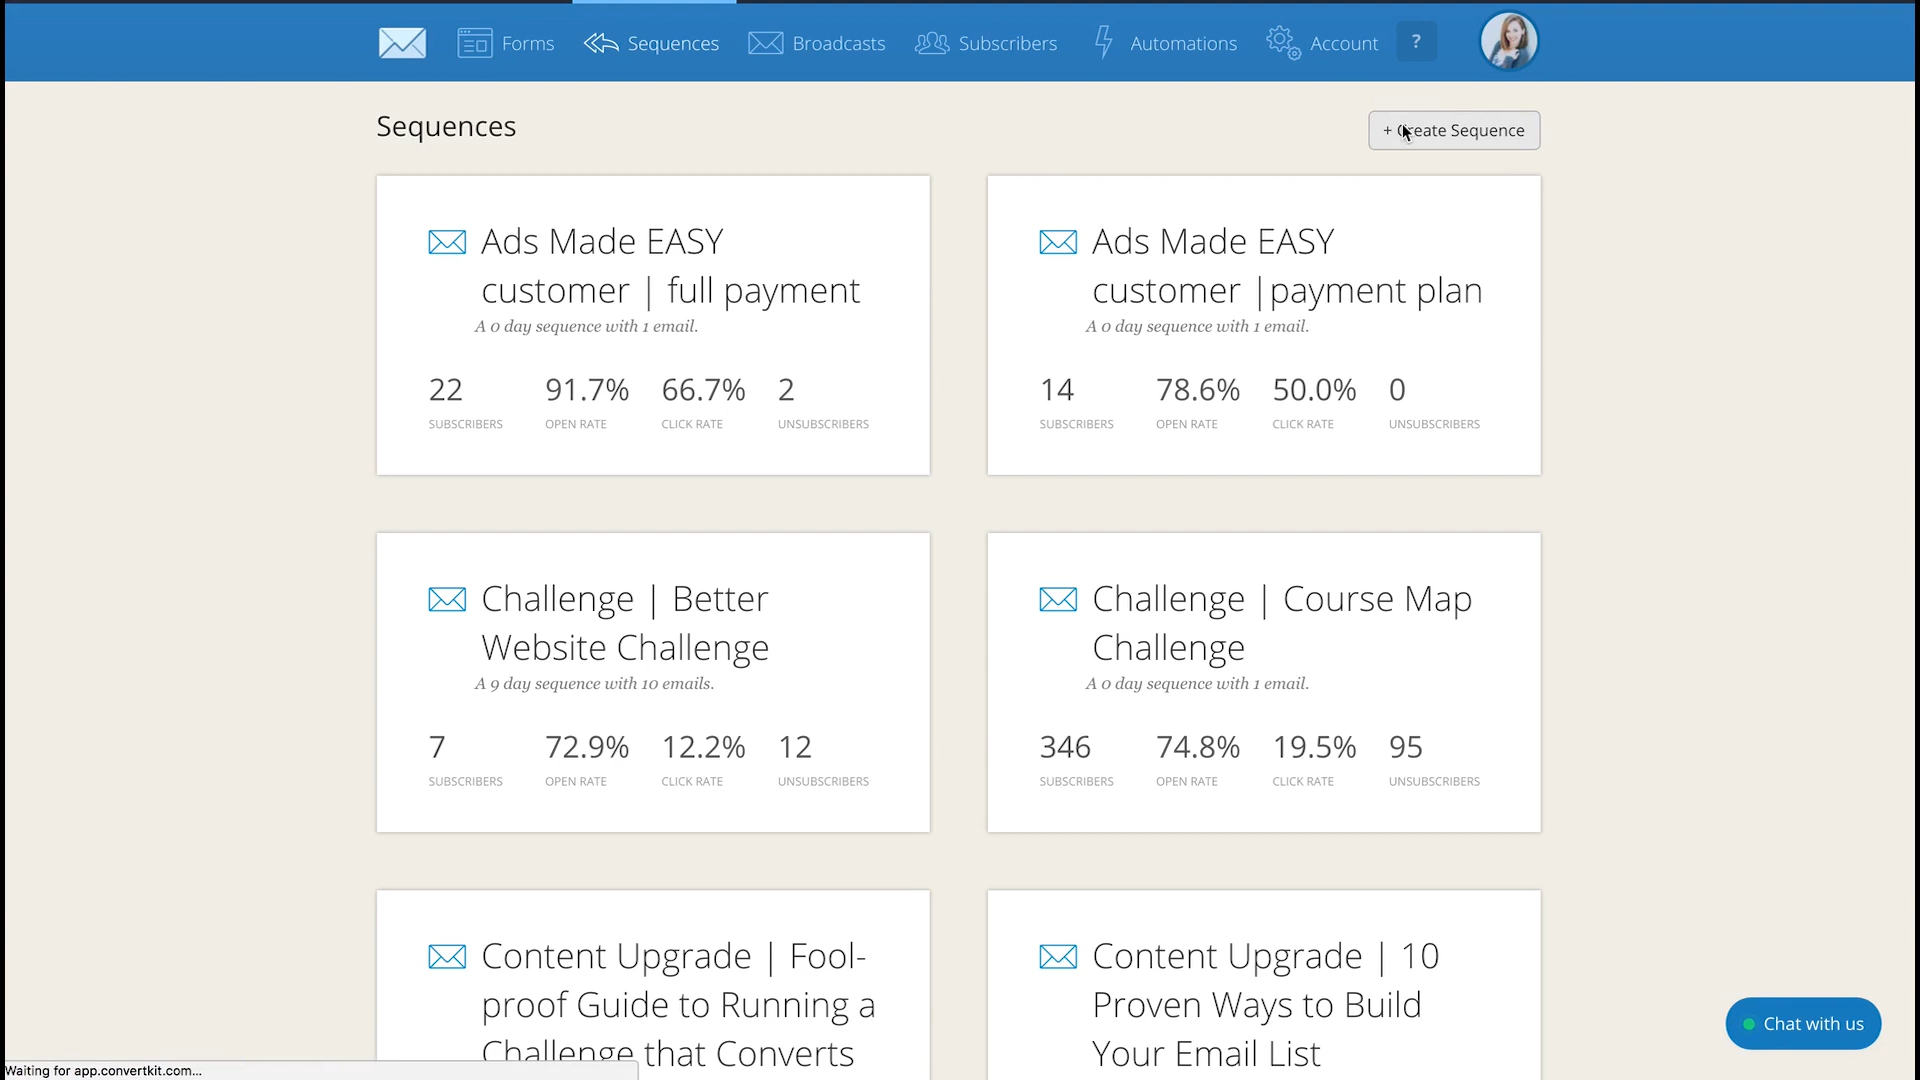 Forms Sequences Broadcasts Subscribers Automations Account ?
Sequences
+ Create Sequence
Ads Made EASY
customer | full payment
A 0 day sequence with 1 email.
22 91.7% 66.7% 2
SUBSCRIBERS OPEN RATE CLICK RATE UNSUBSCRIBERS
Ads Made EASY
customer |payment plan
A 0 day sequence with 1 email.
14 78.6% 50.0% 0
SUBSCRIBERS OPEN RATE CLICK RATE UNSUBSCRIBERS
Challenge | Better
Website Challenge
A 9 day sequence with 10 emails.
7 72.9% 12.2% 12
SUBSCRIBERS OPEN RATE CLICK RATE UNSUBSCRIBERS
Challenge | Course Map
Challenge
A 0 day sequence with 1 email.
346 74.8% 19.5% 95
SUBSCRIBERS OPEN RATE CLICK RATE UNSUBSCRIBERS
Content Upgrade | Fool-
proof Guide to Running a
Challenge that Converts
Content Upgrade | 10
Proven Ways to Build
Your Email List
Chat with us
Waiting for app.convertkit.com...